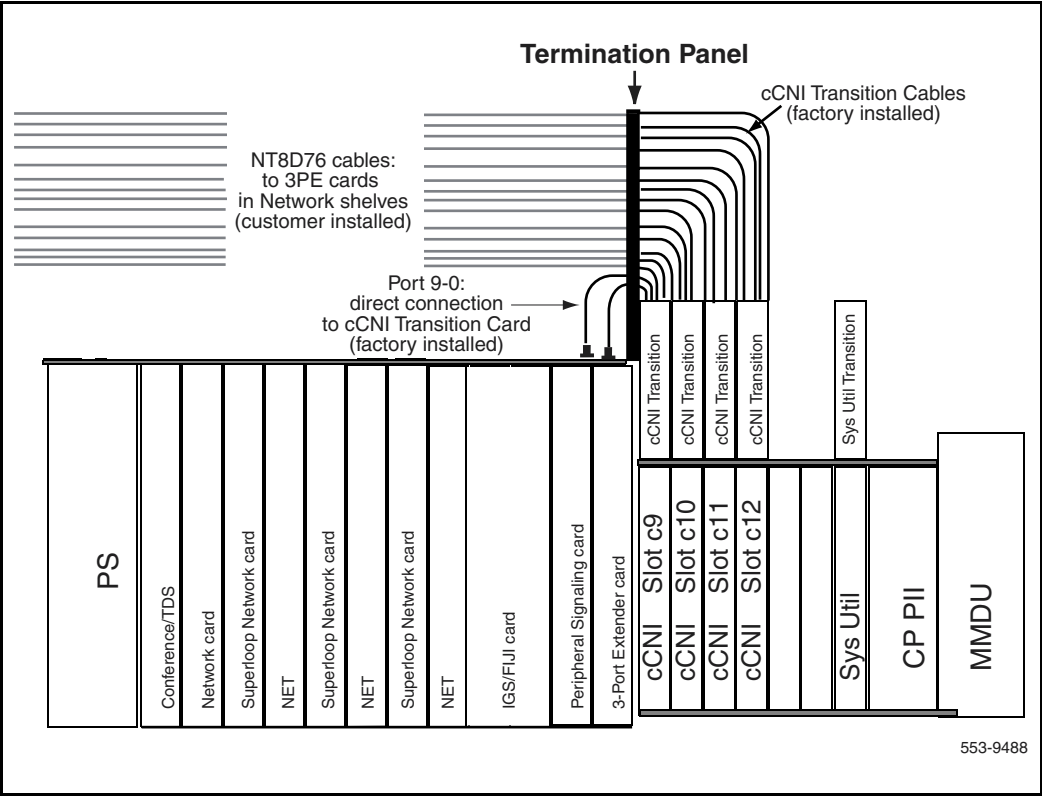 Termination Panel
cCNI Transition Cables
(factory installed)
NT8D76 cables:
to 3PE cards
in Network shelves
(customer installed)
Port 9-0:
direct connection
to cCNI Transition Card
(factory installed)
cCNI Transition
cCNI Transition
cCNI Transition
cCNI Transition
Sys Util Transition
PS
Conference/TDS
Network card
Superloop Network card
NET
Superloop Network card
NET
Superloop Network card
NET
IGS/FIJI card
Peripheral Signaling card
3-Port Extender card
cCNI Slot c9
cCNI Slot c10
cCNI Slot c11
cCNI Slot c12
Sys Util
CP PII
MMDU
553-9488